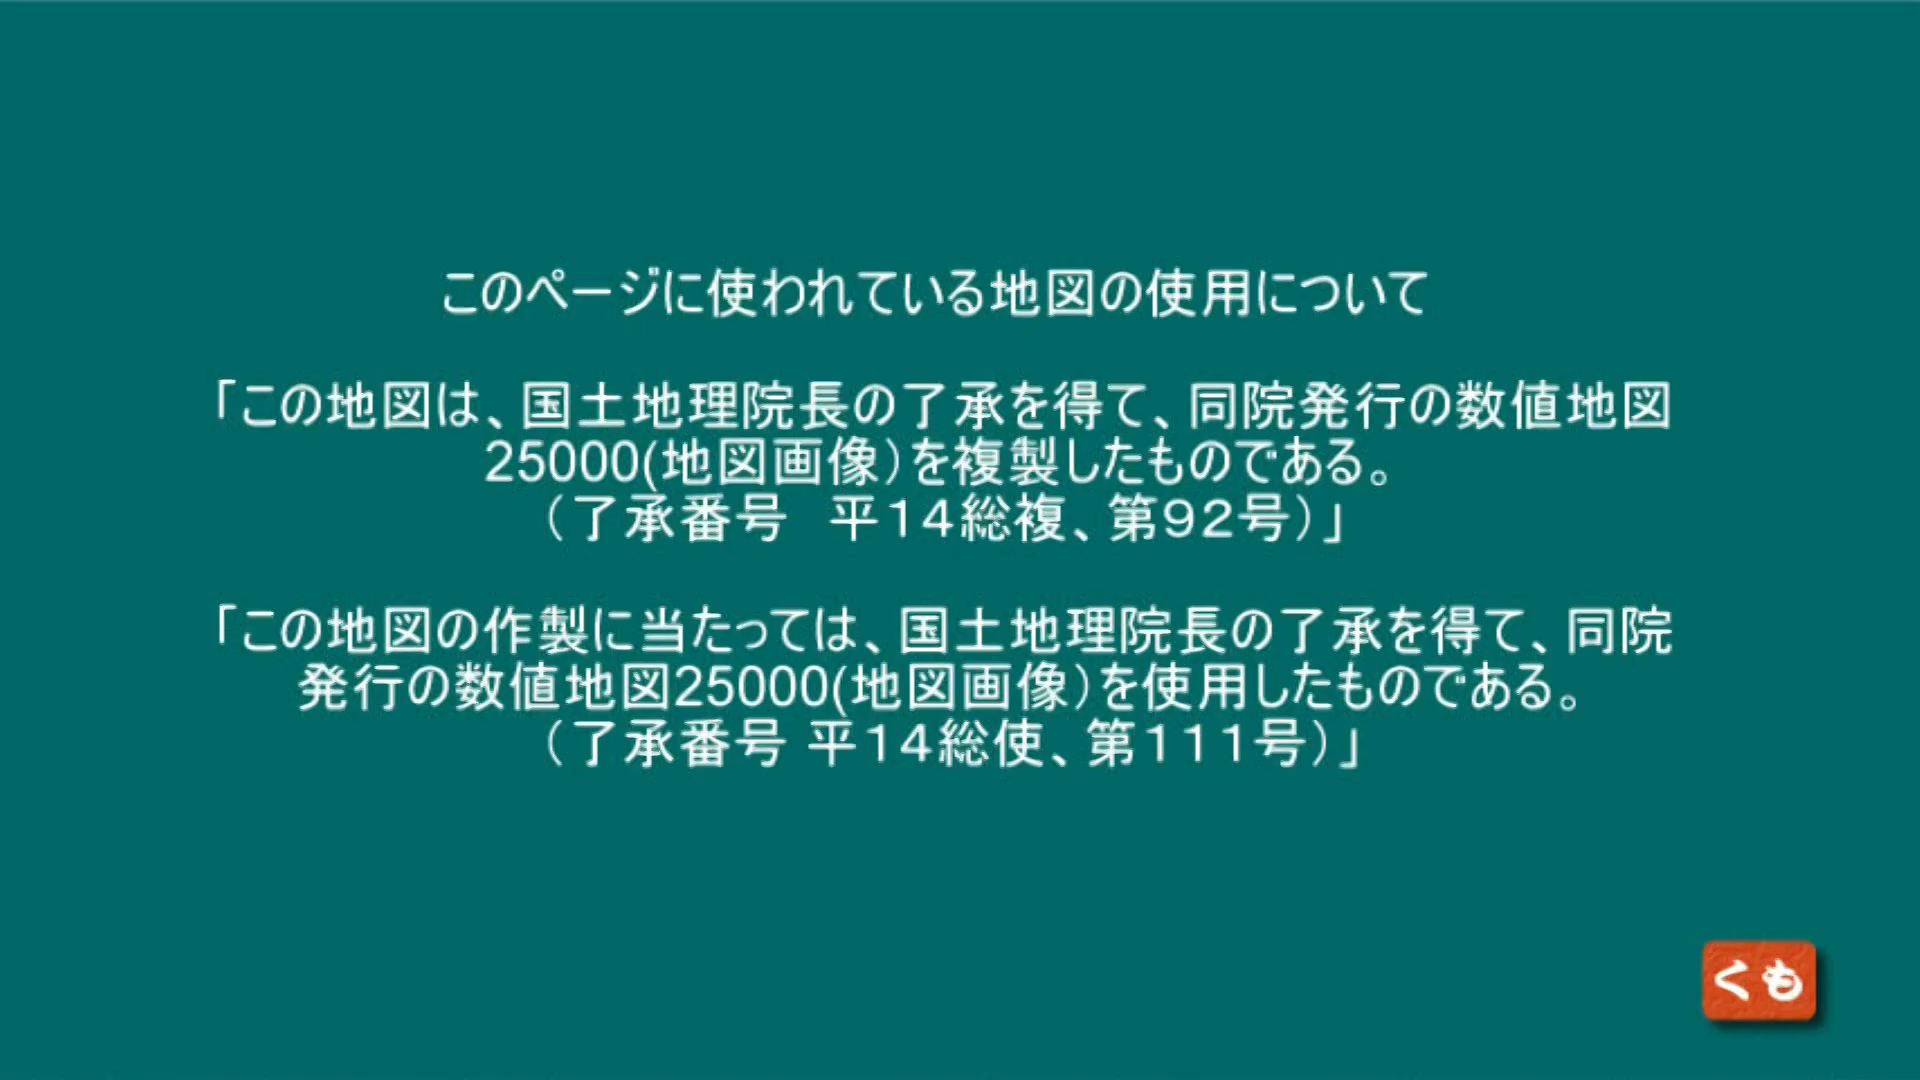 このページに使われている地図の使用について
「この地図は、国土地理院長の了承を得て、同院発行の数値地図
25000(地図画像）を複製したものである。
（了承番号　平１４総複、第９２号）」
「この地図の作製に当たっては、国土地理院長の了承を得て、同院
発行の数値地図25000(地図画像）を使用したものである。
（了承番号 平１４総使、第１１１号）」
くも